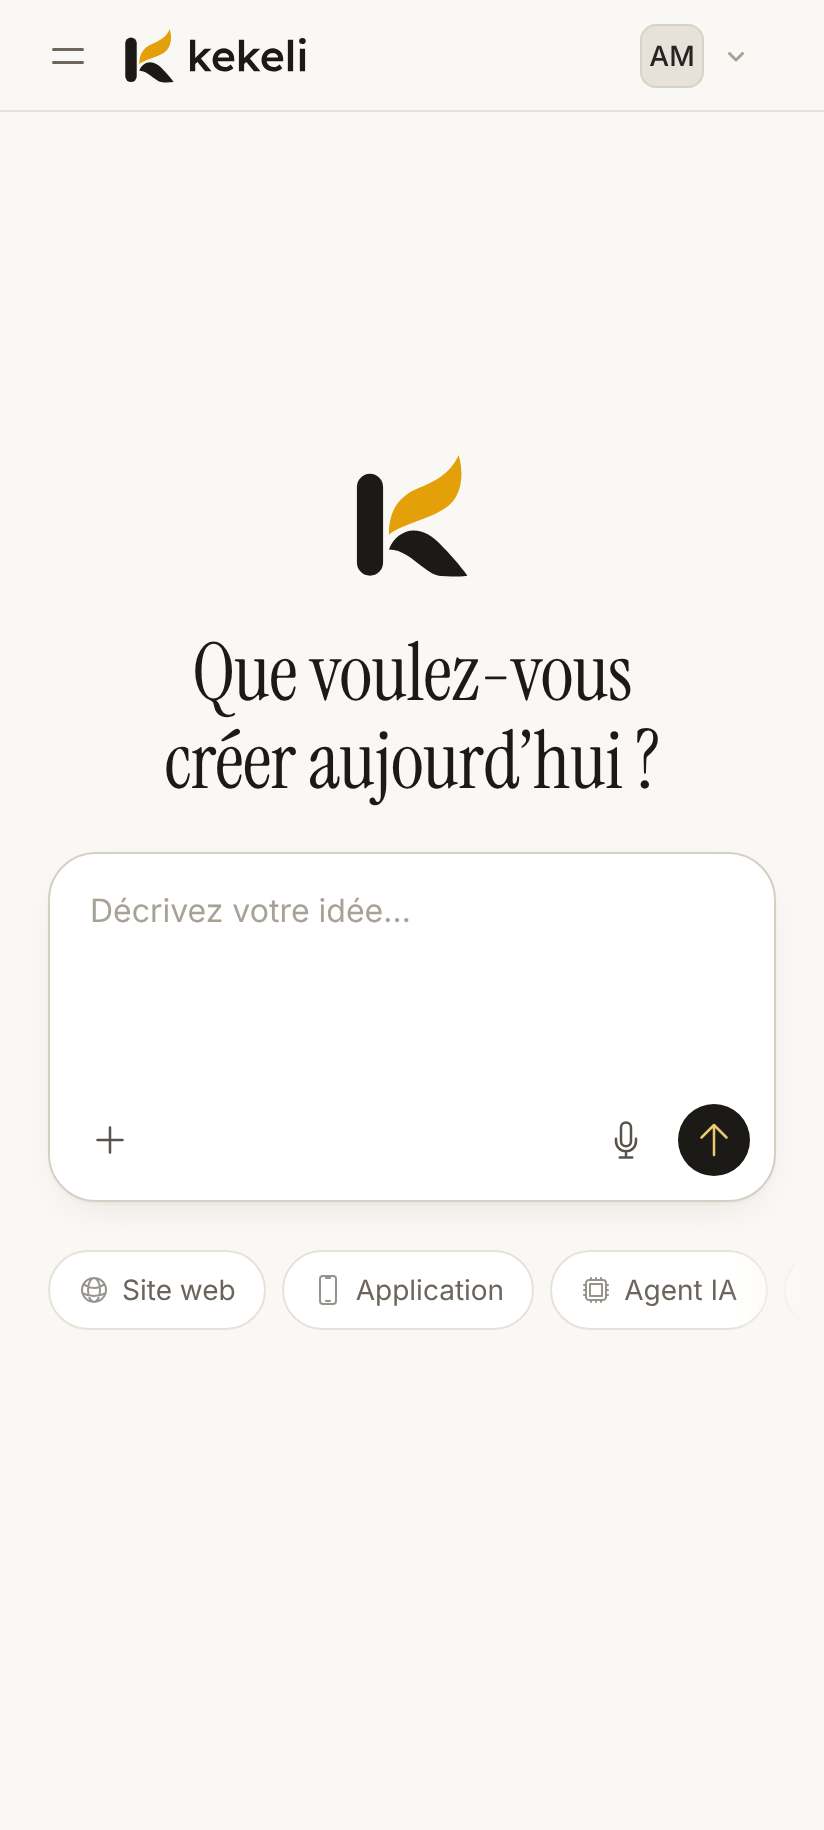 kekeli
AM
Que voulez-vous
créer aujourd’hui ?
Décrivez votre idée...
Site web
Application
Agent IA